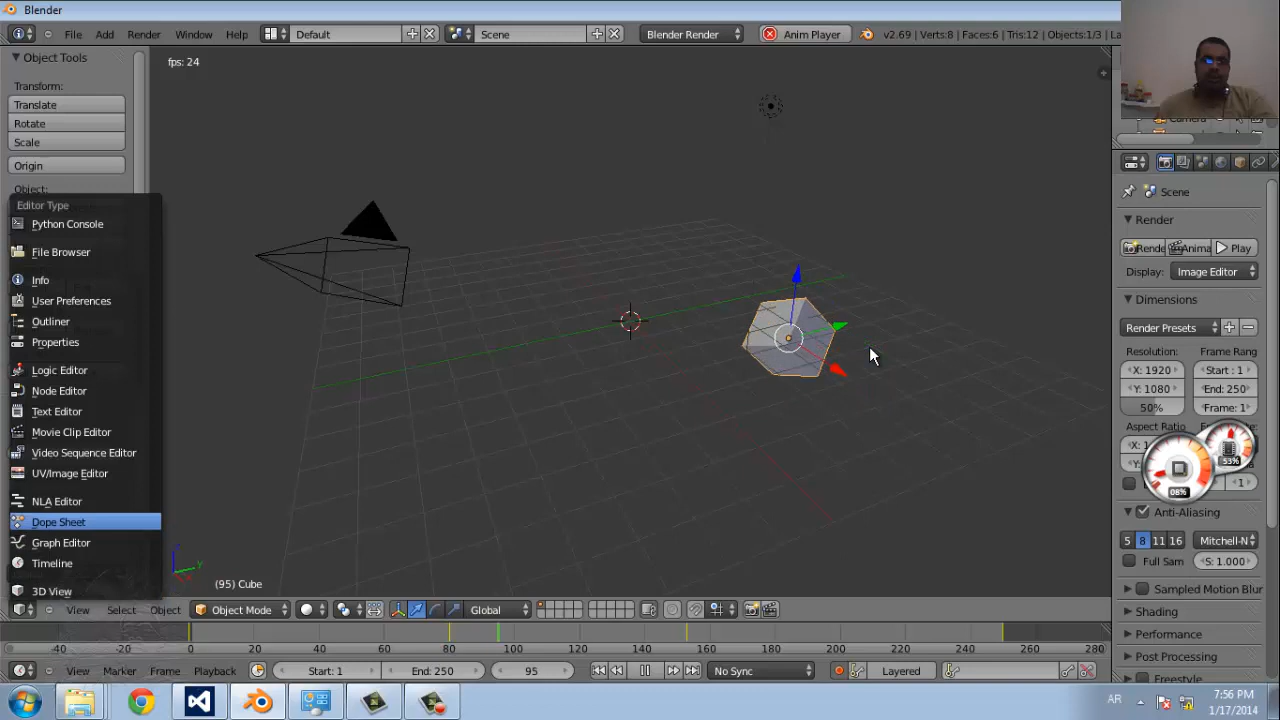 Blender
File Add Render Window Help Default Scene Blender Render Anim Player v2.69 | Verts:8 | Faces:6 | Tris:12 | Objects:1/3 | La
Object Tools
fps: 24
Transform:
Translate
Rotate
Scale
Origin
Object:
Editor Type
Python Console
File Browser
Info
User Preferences
Outliner
Properties
Logic Editor
Node Editor
Text Editor
Movie Clip Editor
Video Sequence Editor
UV/Image Editor
NLA Editor
Dope Sheet
Graph Editor
Timeline
3D View
(95) Cube
View Select Object Object Mode Global
-40 -20 0 20 40 60 80 100 120 140 160 180 200 220 240 260 280
View Marker Frame Playback Start: 1 End: 250 95 No Sync Layered
Camera
Scene
Render
Rende Anima Play
Display: Image Editor
Dimensions
Render Presets
Resolution: Frame Rang
X: 1920 Start : 1
Y: 1080 End: 250
50% Frame: 1
Aspect Ratio
53%
08%
Anti-Aliasing
5 8 11 16 Mitchell-N
Full Sam S: 1.000
Sampled Motion Blur
Shading
Performance
Post Processing
Freestyle
AR 7:56 PM
1/17/2014